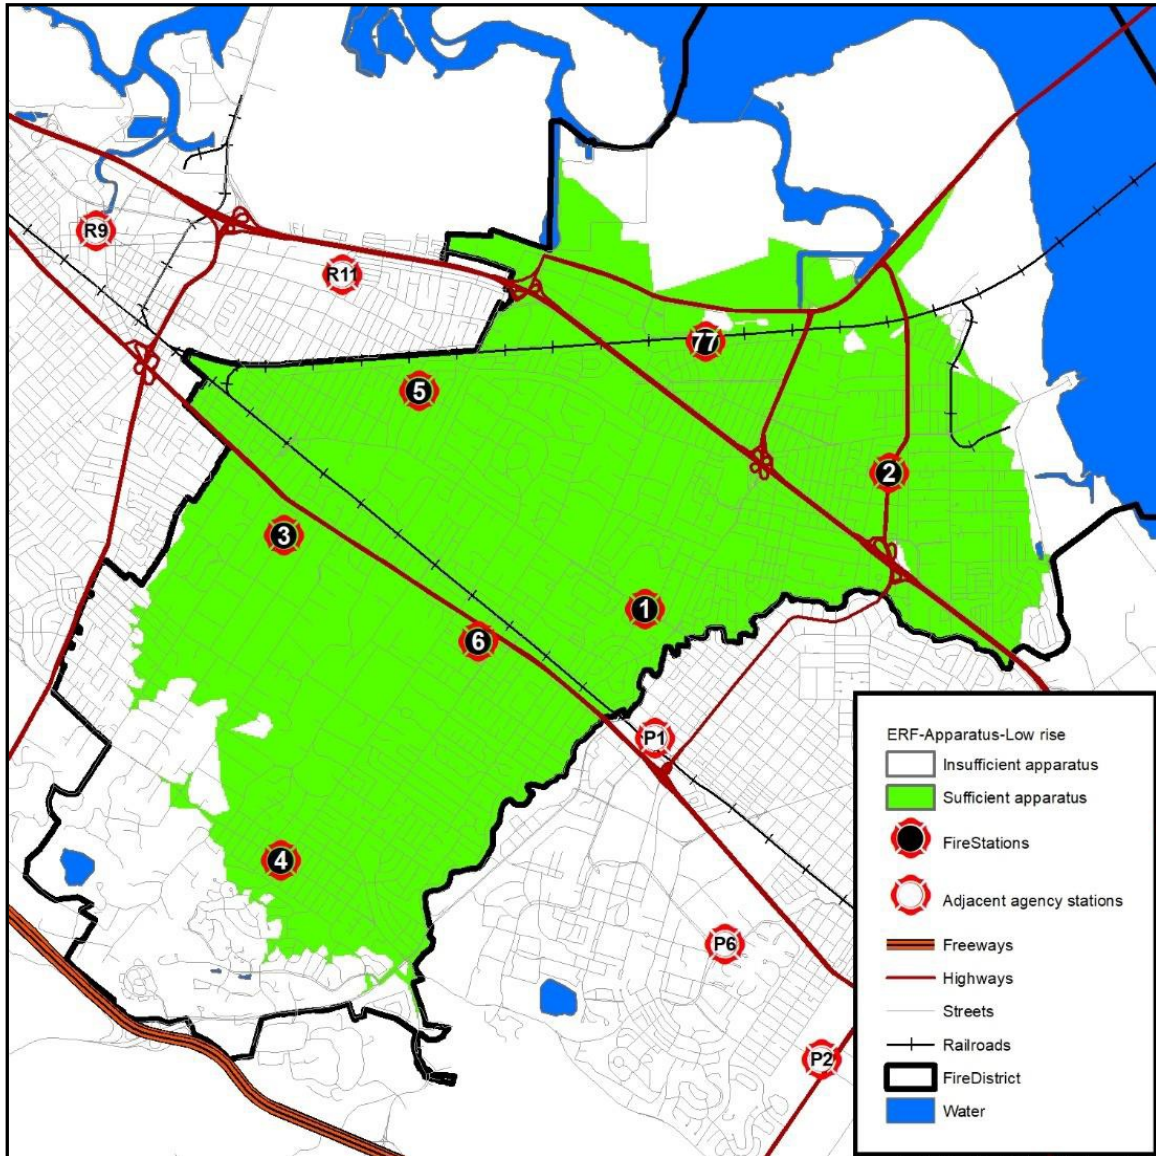 R9
R11
77
5
2
3
1
6
P1
4
P6
P2
ERF-Apparatus-Low rise
Insufficient apparatus
Sufficient apparatus
FireStations
Adjacent agency stations
Freeways
Highways
Streets
Railroads
FireDistrict
Water